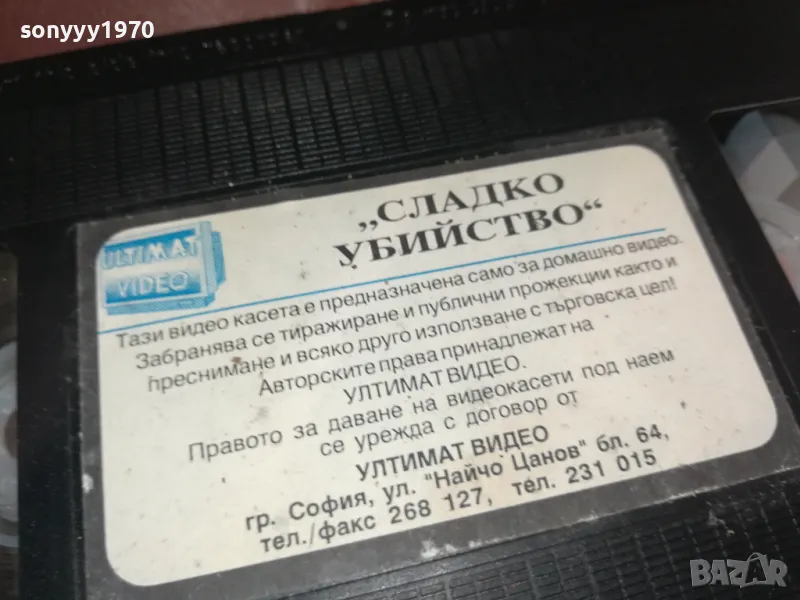 sonyyy1970
„СЛАДКО
УБИЙСТВО“
ULTIMAT
VIDEO
Тази видео касета е предназначена само за домашно видео.
Забранява се тиражиране и публични прожекции както и
преснимане и всяко друго използване с търговска цел!
Авторските права принадлежат на
УЛТИМАТ ВИДЕО.
Правото за даване на видеокасети под наем
се урежда с договор от
УЛТИМАТ ВИДЕО
гр. София, ул. "Найчо Цанов" бл. 64,
тел./факс 268 127, тел. 231 015
BAZAR